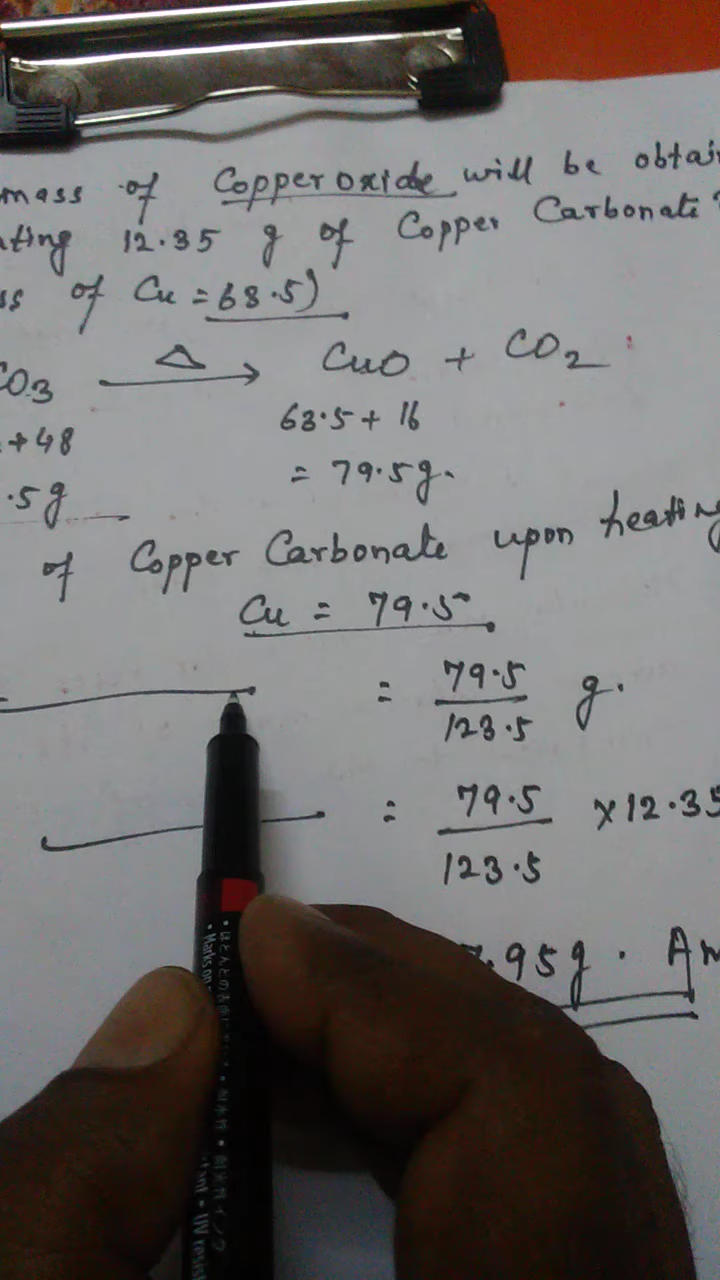 mass of Copper oxide will be obtain
ating 12.35 g of Copper Carbonate?
ss of Cu = 63.5)
CO3 Δ → CuO + CO2
+48 63.5 + 16
.5g = 79.5g.
of Copper Carbonate upon heating
Cu = 79.5
= 79.5/123.5 g.
= 79.5/123.5 × 12.35
7.95g. An